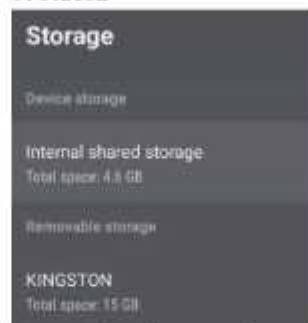 Storage
Device storage
Internal shared storage
Total space: 4.6 GB
Removable storage
KINGSTON
Total space: 15 GB